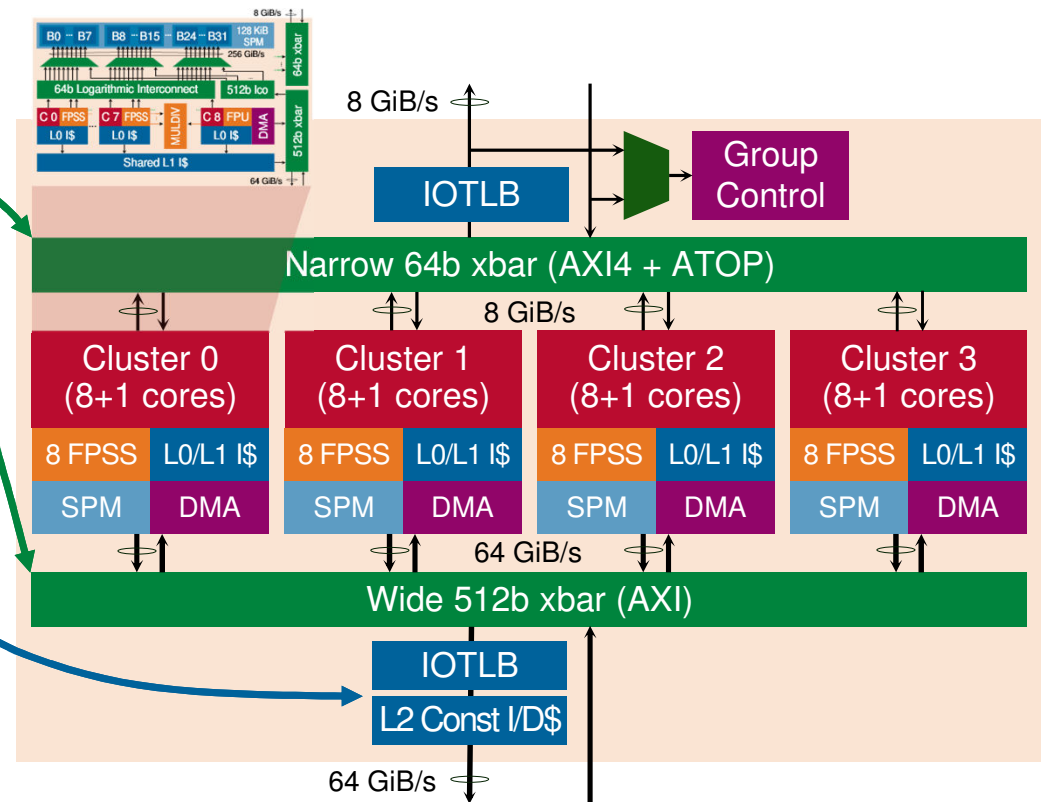 8 GiB/s
B0 ··· B7
B8 ··· B15
B24 ··· B31
128 KiB
SPM
256 GiB/s
64b xbar
64b Logarithmic Interconnect
512b Ico
C 0 FPSS
C 7 FPSS
MULDIV
C 8 FPU
DMA
L0 I$
L0 I$
L0 I$
512b xbar
Shared L1 I$
64 GiB/s
8 GiB/s
IOTLB
Group
Control
Narrow 64b xbar (AXI4 + ATOP)
8 GiB/s
Cluster 0
(8+1 cores)
8 FPSS
L0/L1 I$
SPM
DMA
Cluster 1
(8+1 cores)
8 FPSS
L0/L1 I$
SPM
DMA
Cluster 2
(8+1 cores)
8 FPSS
L0/L1 I$
SPM
DMA
Cluster 3
(8+1 cores)
8 FPSS
L0/L1 I$
SPM
DMA
64 GiB/s
Wide 512b xbar (AXI)
IOTLB
L2 Const I/D$
64 GiB/s